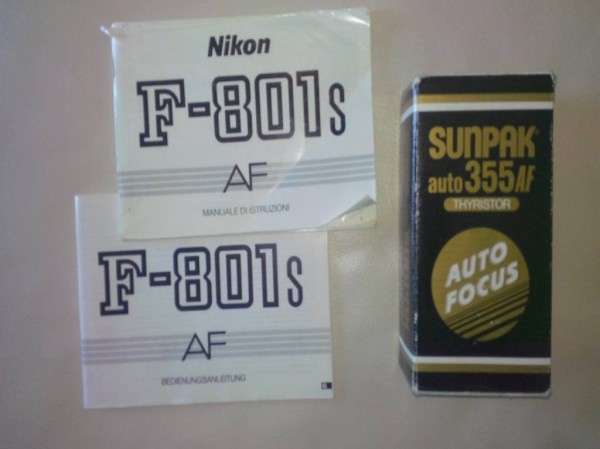 Nikon
F-801s
AF
MANUALE DI ISTRUZIONI
F-801s
AF
BEDIENUNGSANLEITUNG
SUNPAK
auto 355AF
THYRISTOR
AUTO
FOCUS